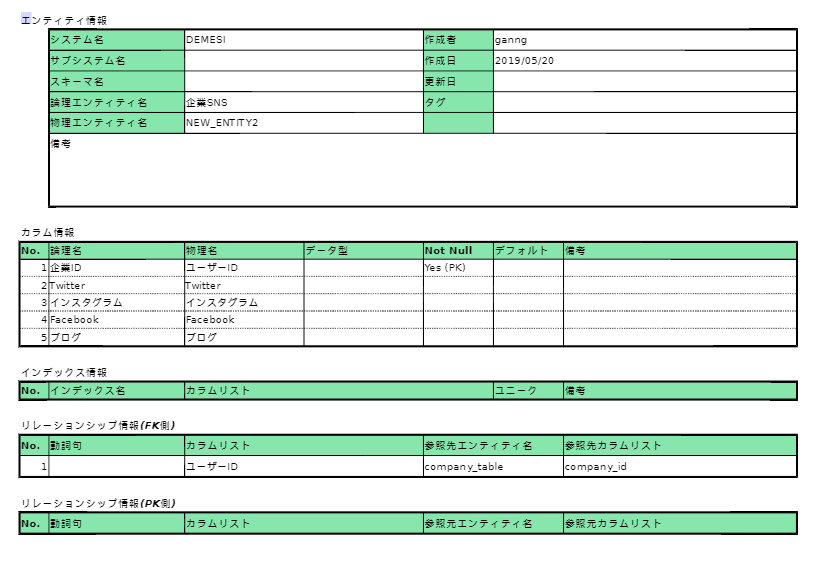 エンティティ情報
システム名 DEMESI 作成者 ganng
サブシステム名 作成日 2019/05/20
スキーマ名 更新日
論理エンティティ名 企業SNS タグ
物理エンティティ名 NEW_ENTITY2
備考
カラム情報
No. 論理名 物理名 データ型 Not Null デフォルト 備考
1 企業ID ユーザーID Yes (PK)
2 Twitter Twitter
3 インスタグラム インスタグラム
4 Facebook Facebook
5 ブログ ブログ
インデックス情報
No. インデックス名 カラムリスト ユニーク 備考
リレーションシップ情報(FK側)
No. 動詞句 カラムリスト 参照先エンティティ名 参照先カラムリスト
1 ユーザーID company_table company_id
リレーションシップ情報(PK側)
No. 動詞句 カラムリスト 参照元エンティティ名 参照元カラムリスト